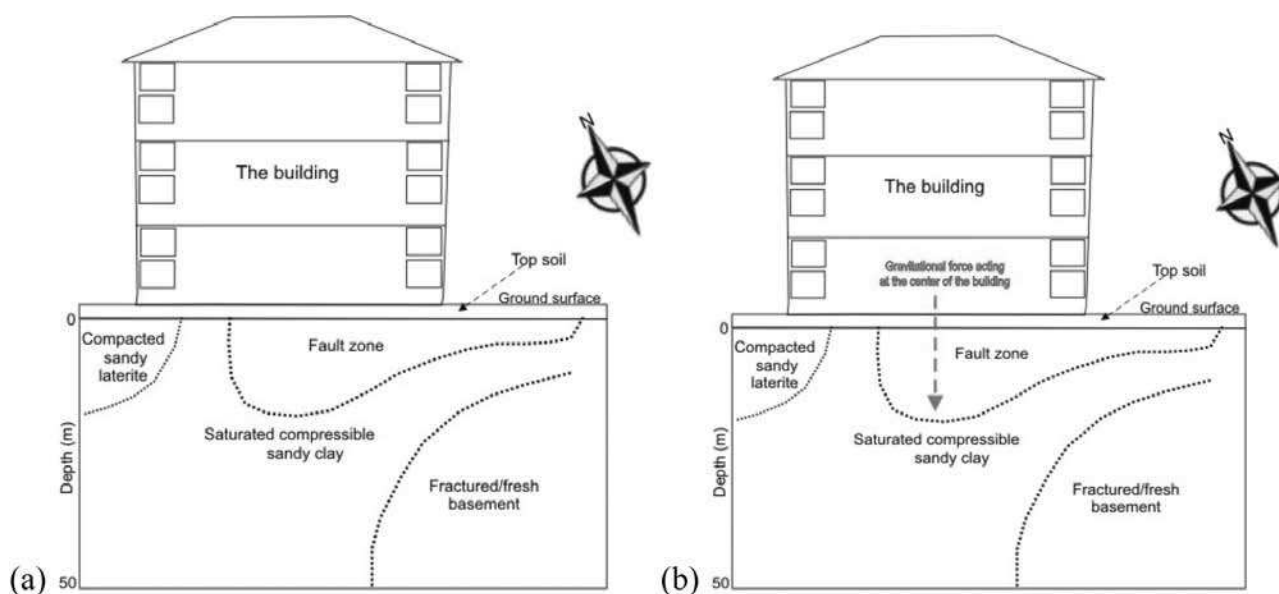 The building
N
Top soil
Ground surface
0
Compacted
sandy
laterite
Fault zone
Saturated compressible
sandy clay
Depth (m)
Fractured/fresh
basement
50
(a)
The building
N
Gravitational force acting
at the center of the building
Top soil
Ground surface
0
Compacted
sandy
laterite
Fault zone
Saturated compressible
sandy clay
Depth (m)
Fractured/fresh
basement
50
(b)